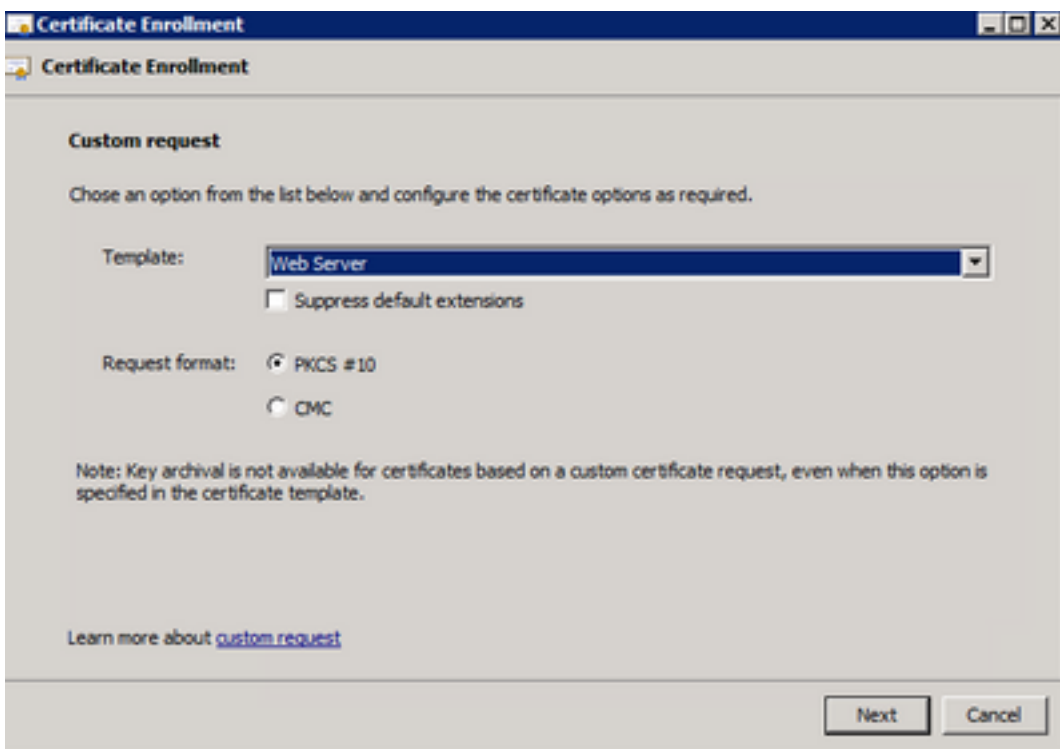 Certificate Enrollment
Certificate Enrollment
Custom request
Chose an option from the list below and configure the certificate options as required.
Template:
Web Server
Suppress default extensions
Request format:
PKCS #10
CMC
Note: Key archival is not available for certificates based on a custom certificate request, even when this option is
specified in the certificate template.
Learn more about custom request
Next
Cancel